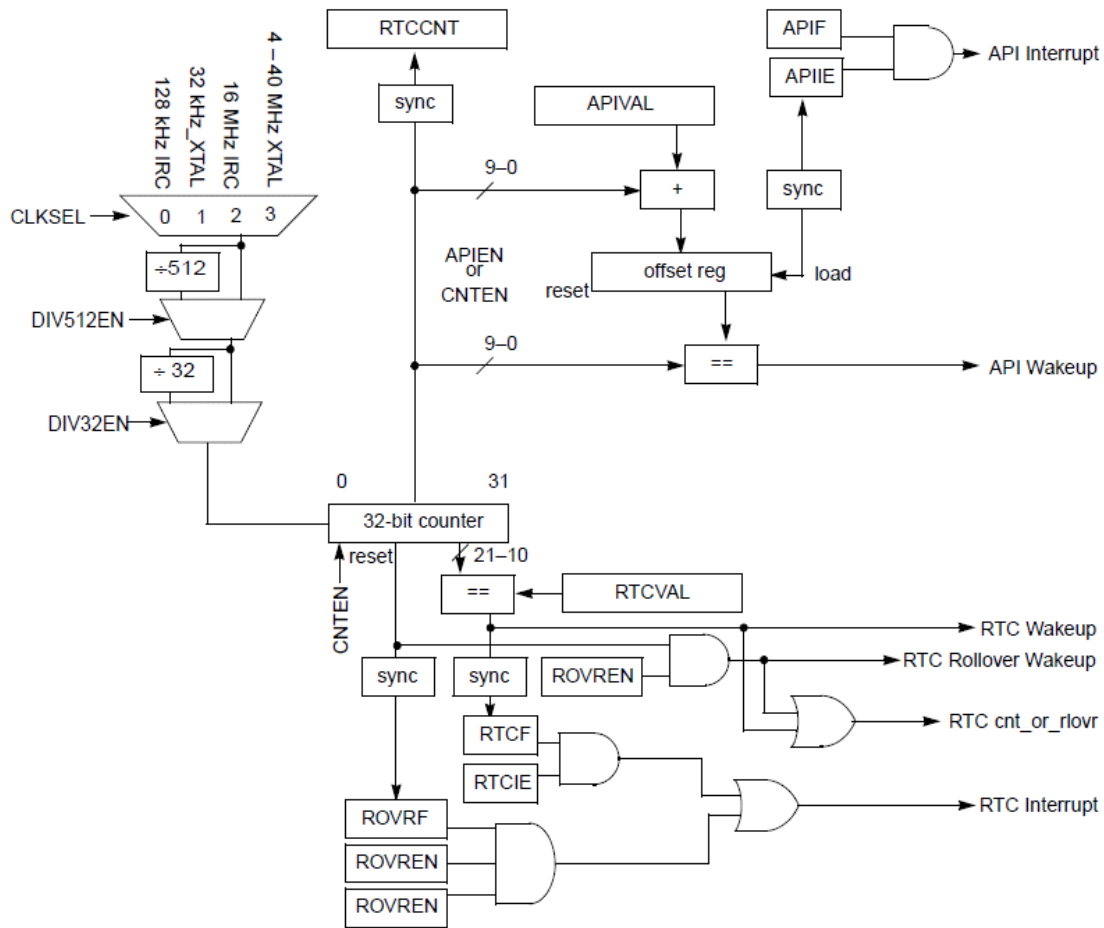 RTCCNT
APIF
API Interrupt
APIIE
4 – 40 MHz XTAL
16 MHz IRC
32 kHz_XTAL
128 kHz IRC
sync
APIVAL
9–0
+
sync
CLKSEL
0 1 2 3
÷512
APIEN
or
CNTEN
offset reg
reset
load
DIV512EN
9–0
==
API Wakeup
÷ 32
DIV32EN
0 31
32-bit counter
reset
21–10
CNTEN
==
RTCVAL
RTC Wakeup
sync
sync
ROVREN
RTC Rollover Wakeup
RTCF
RTC cnt_or_rlovr
RTCIE
ROVRF
RTC Interrupt
ROVREN
ROVREN